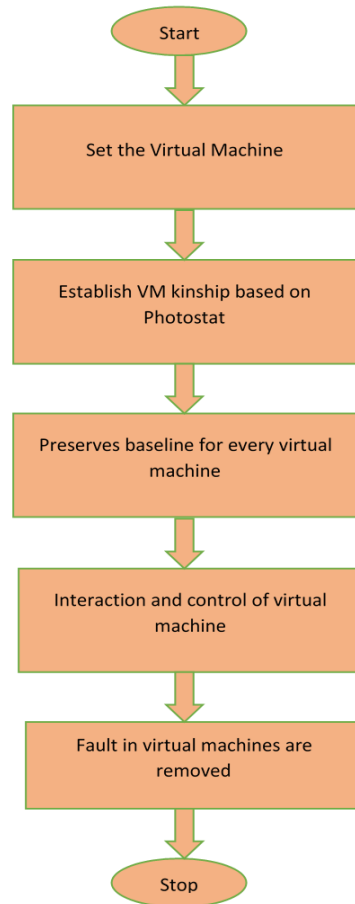 Start
Set the Virtual Machine
Establish VM kinship based on
Photostat
Preserves baseline for every virtual
machine
Interaction and control of virtual
machine
Fault in virtual machines are
removed
Stop